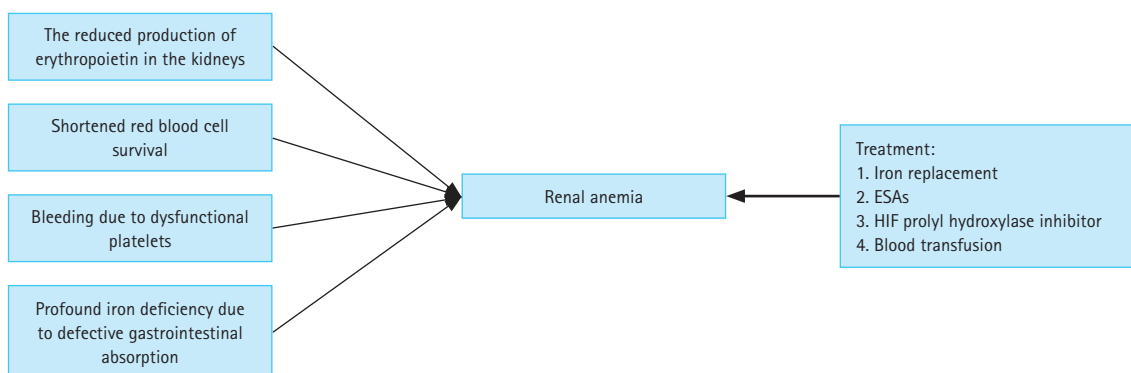 The reduced production of
erythropoietin in the kidneys
Shortened red blood cell
survival
Bleeding due to dysfunctional
platelets
Profound iron deficiency due
to defective gastrointestinal
absorption
Renal anemia
Treatment:
1. Iron replacement
2. ESAs
3. HIF prolyl hydroxylase inhibitor
4. Blood transfusion